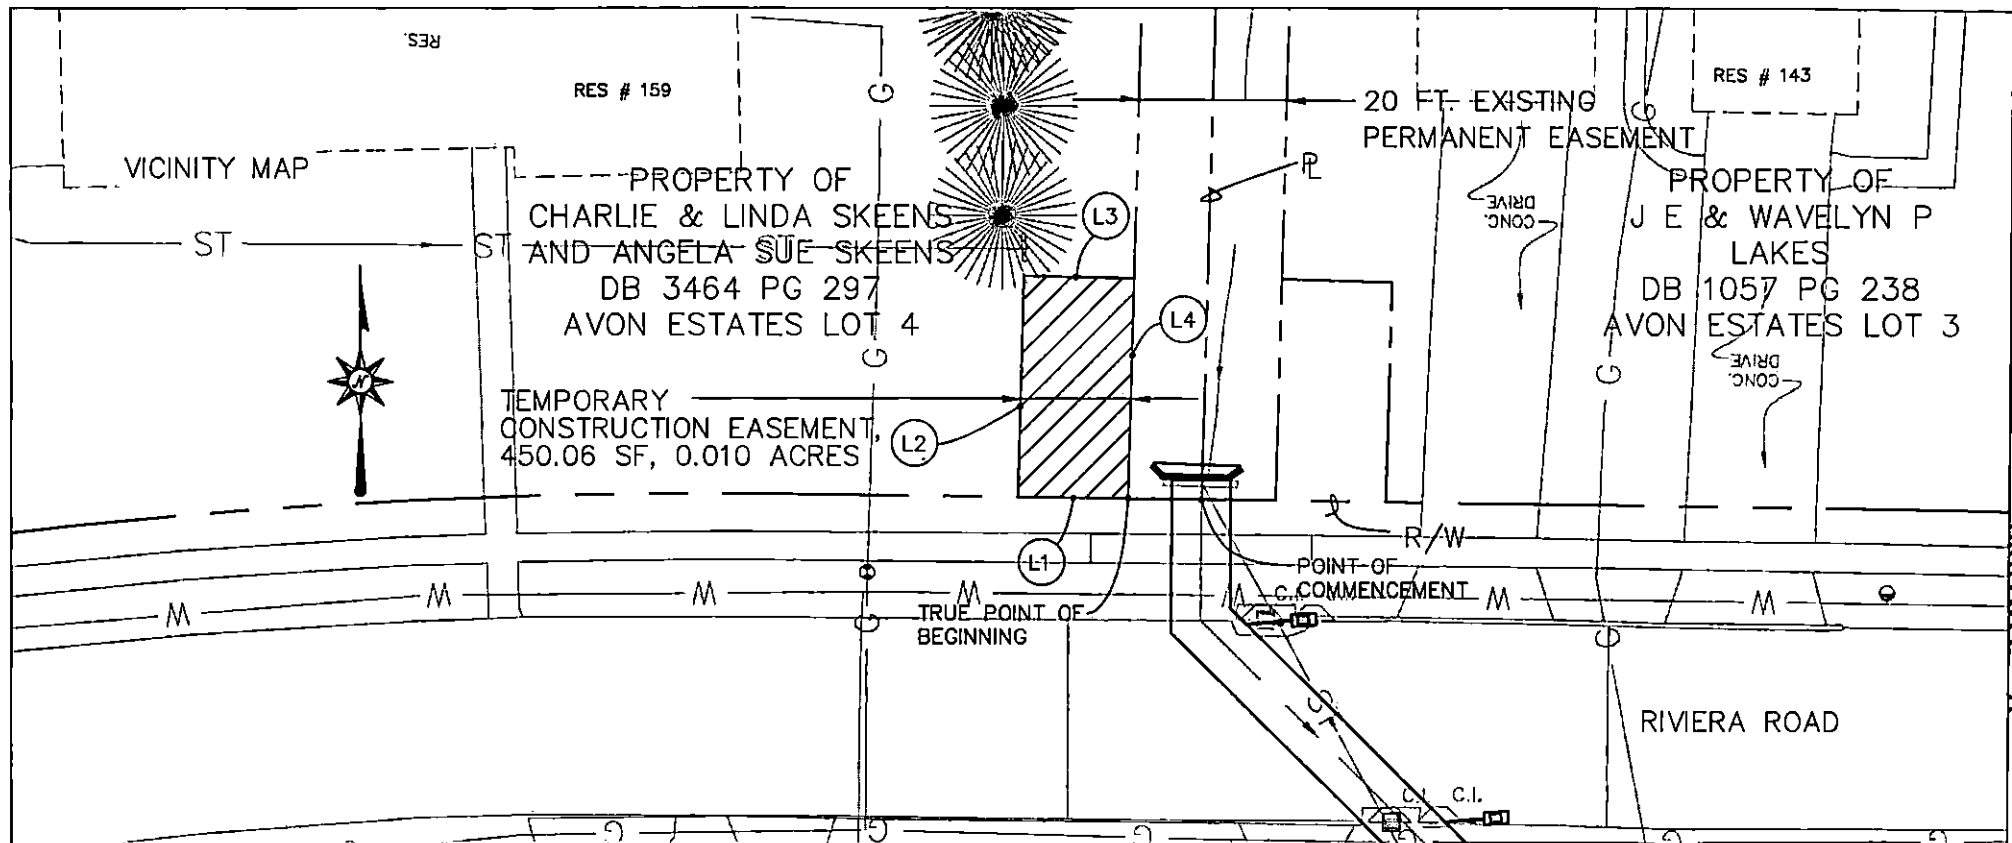 RES.
RES # 159
RES # 143
G
G
20 FT. EXISTING
PERMANENT EASEMENT
VICINITY MAP
PL
PROPERTY OF
CHARLIE & LINDA SKEENS
AND ANGELA SUE SKEENS
DB 3464 PG 297
AVON ESTATES LOT 4
PROPERTY OF
J E & WAVELYN P
LAKES
DB 1057 PG 238
AVON ESTATES LOT 3
CONC.
DRIVE
CONC.
DRIVE
ST
ST
ST
L3
L4
G
G
N
TEMPORARY
CONSTRUCTION EASEMENT,
450.06 SF, 0.010 ACRES
L2
L1
R/W
POINT OF
COMMENCEMENT
TRUE POINT OF
BEGINNING
C.I.
W
W
W
W
W
W
W
G
G
ST
RIVIERA ROAD
C.I.
C.I.
G
G
G
G
G
G